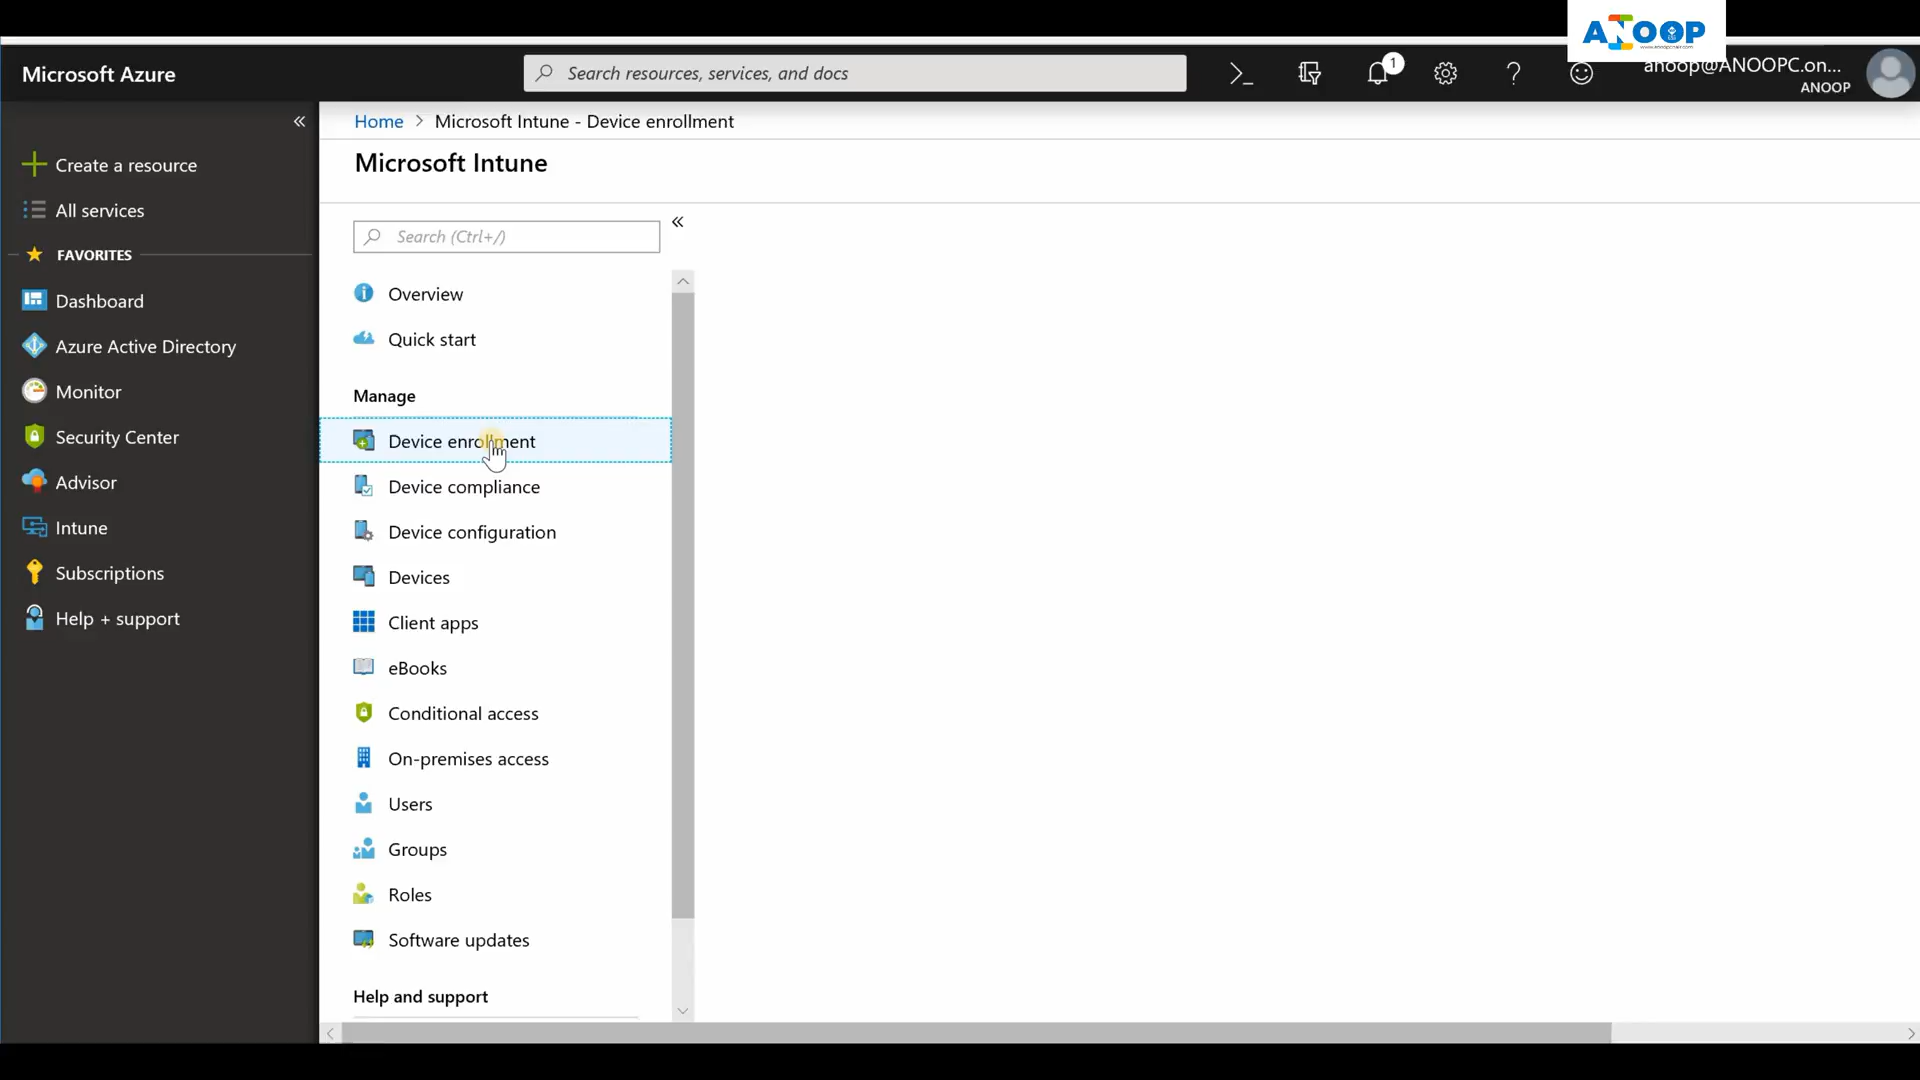 ANOOP
Microsoft Azure
Search resources, services, and docs
1
anoop@ANOOPC.on...
ANOOP
«
Home > Microsoft Intune - Device enrollment
Microsoft Intune
Create a resource
All services
FAVORITES
Dashboard
Azure Active Directory
Monitor
Security Center
Advisor
Intune
Subscriptions
Help + support
Search (Ctrl+/)
«
Overview
Quick start
Manage
Device enrollment
Device compliance
Device configuration
Devices
Client apps
eBooks
Conditional access
On-premises access
Users
Groups
Roles
Software updates
Help and support